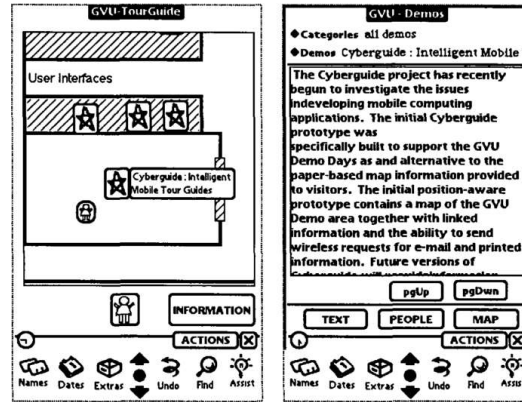 GVU-TourGuide
User Interfaces
Cyberguide : Intelligent
Mobile Tour Guides
INFORMATION
ACTIONS
Names Dates Extras Undo Find Assist
GVU - Demos
Categories all demos
Demos Cyberguide : Intelligent Mobile
The Cyberguide project has recently
begun to investigate the issues
indeveloping mobile computing
applications. The initial Cyberguide
prototype was
specifically built to support the GVU
Demo Days as and alternative to the
paper-based map information provided
to visitors. The initial position-aware
prototype contains a map of the GVU
Demo area together with linked
information and the ability to send
wireless requests for e-mail and printed
information. Future versions of
pgUp pgDwn
TEXT PEOPLE MAP
ACTIONS
Names Dates Extras Undo Find